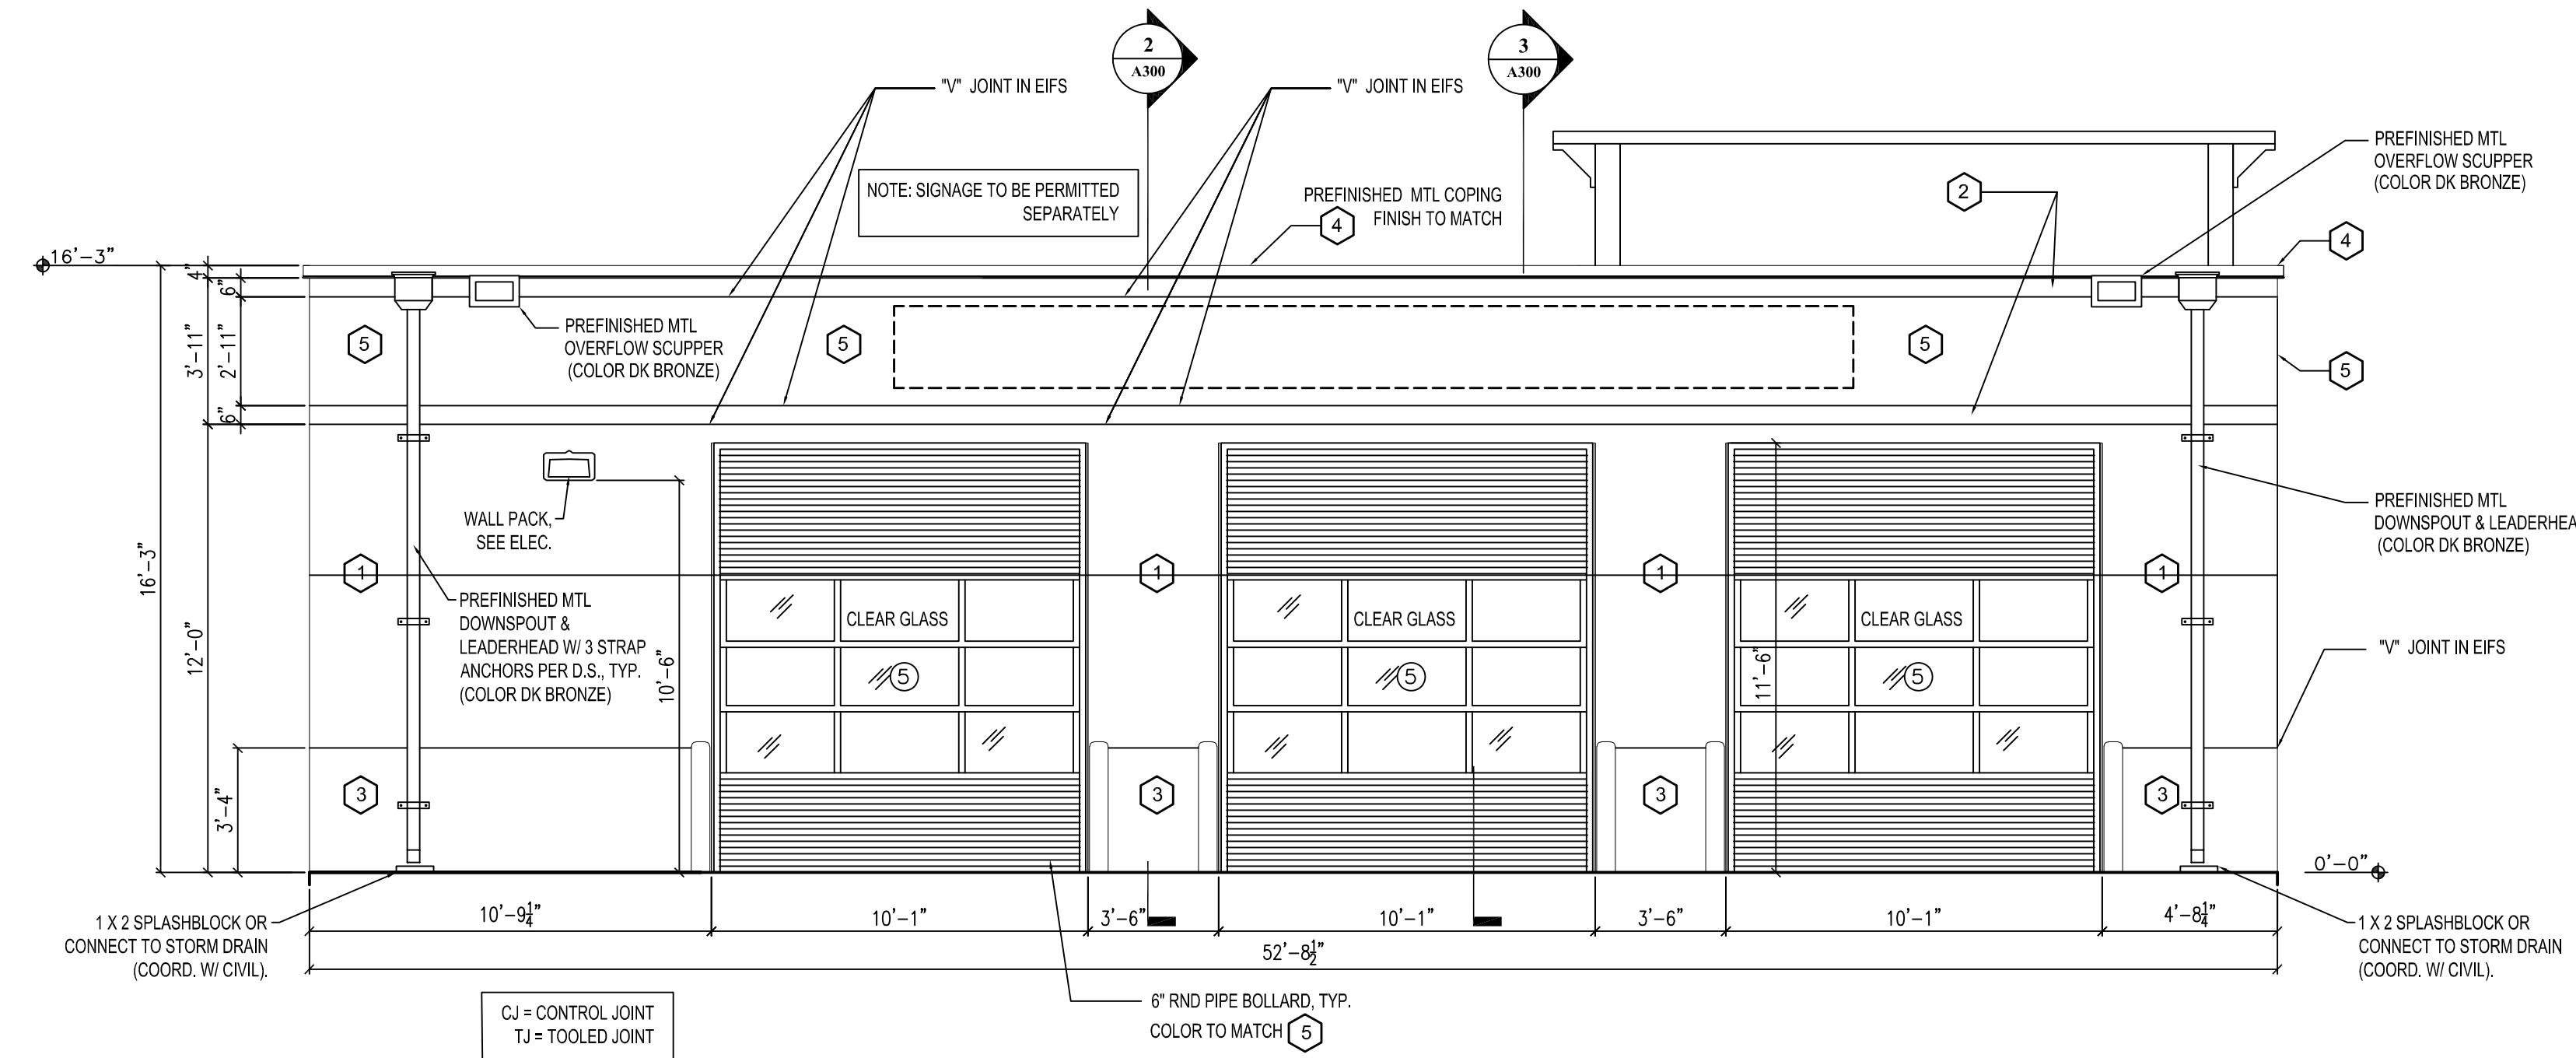 2
A300
3
A300
"V" JOINT IN EIFS
"V" JOINT IN EIFS
NOTE: SIGNAGE TO BE PERMITTED
SEPARATELY
PREFINISHED MTL COPING
4 FINISH TO MATCH
2
PREFINISHED MTL
OVERFLOW SCUPPER
(COLOR DK BRONZE)
4
16'-3"
4"
6"
3'-11"
2'-11"
6"
5
PREFINISHED MTL
OVERFLOW SCUPPER
(COLOR DK BRONZE)
5
5
5
WALL PACK,
SEE ELEC.
PREFINISHED MTL
DOWNSPOUT & LEADERHEA
(COLOR DK BRONZE)
16'-3"
12'-0"
1
1
1
1
PREFINISHED MTL
DOWNSPOUT &
LEADERHEAD W/ 3 STRAP
ANCHORS PER D.S., TYP.
(COLOR DK BRONZE)
10'-6"
CLEAR GLASS
5
CLEAR GLASS
5
11'-6"
CLEAR GLASS
5
"V" JOINT IN EIFS
3'-4"
3
3
3
3
0'-0"
1 X 2 SPLASHBLOCK OR
CONNECT TO STORM DRAIN
(COORD. W/ CIVIL).
10'-9¼"
10'-1"
3'-6"
10'-1"
3'-6"
10'-1"
4'-8¼"
52'-8½"
1 X 2 SPLASHBLOCK OR
CONNECT TO STORM DRAIN
(COORD. W/ CIVIL).
CJ = CONTROL JOINT
TJ = TOOLED JOINT
6" RND PIPE BOLLARD, TYP.
COLOR TO MATCH 5